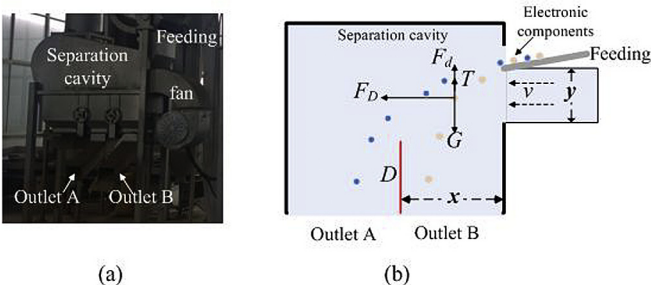 Feeding
Separation
cavity
fan
Outlet A
Outlet B
(a)
Electronic
components
Separation cavity
Feeding
F_d
T
F_D
v
y
G
D
x
Outlet A
Outlet B
(b)